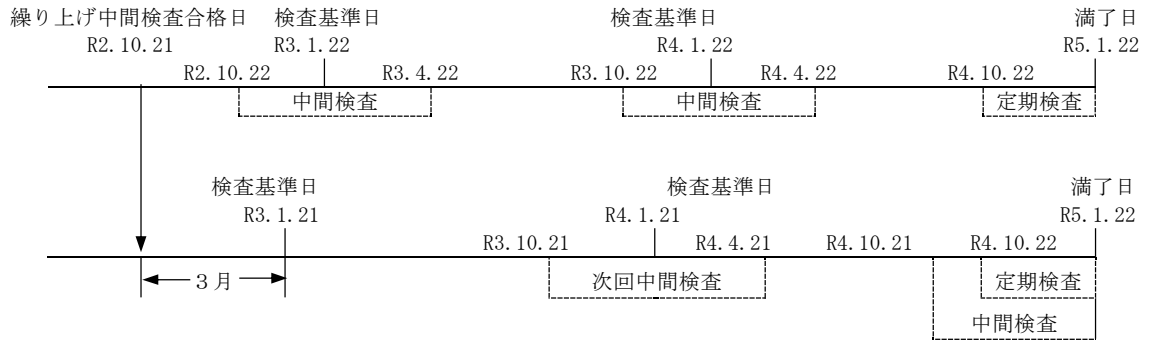 繰り上げ中間検査合格日 検査基準日 検査基準日 満了日
R2.10.21 R3.1.22 R4.1.22 R5.1.22
R2.10.22 R3.4.22 R3.10.22 R4.4.22 R4.10.22
中間検査 中間検査 定期検査
検査基準日 検査基準日 満了日
R3.1.21 R4.1.21 R5.1.22
R3.10.21 R4.4.21 R4.10.21 R4.10.22
3月 次回中間検査 定期検査
中間検査